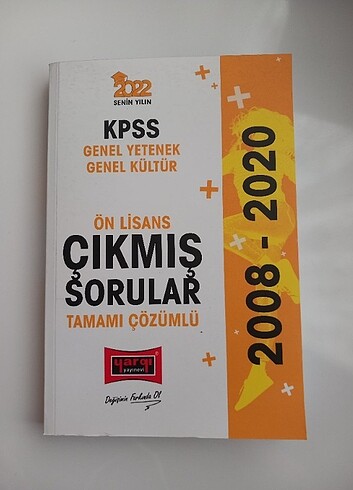 2022
SENİN YILIN
KPSS
GENEL YETENEK
GENEL KÜLTÜR
ÖN LİSANS
ÇIKMIŞ
SORULAR
TAMAMI ÇÖZÜMLÜ
yargı
yayınevi
Değişimin Farkında Ol
2008 - 2020